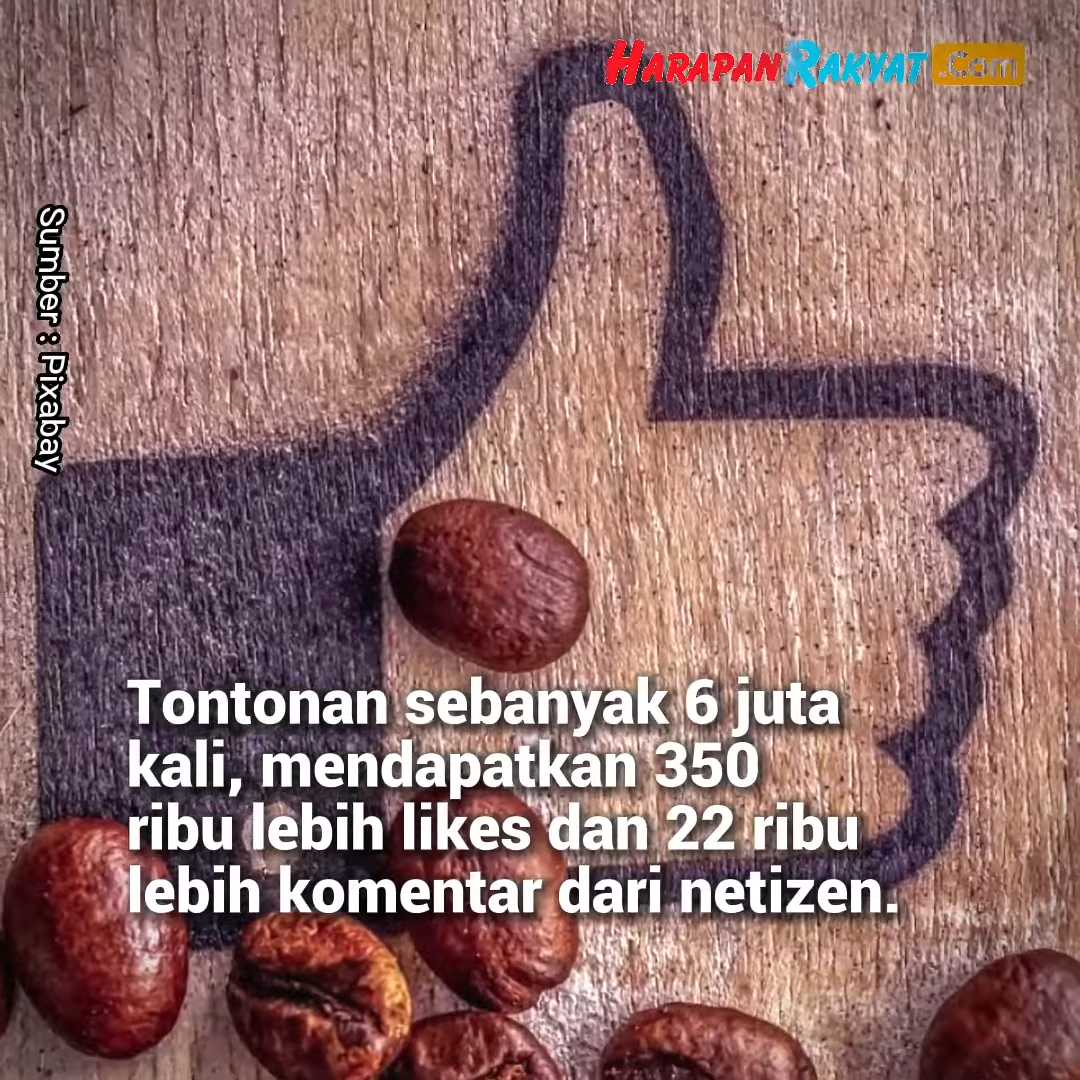 HARAPANRAKYAT.Com
Sumber : Pixabay
Tontonan sebanyak 6 juta
kali, mendapatkan 350
ribu lebih likes dan 22 ribu
lebih komentar dari netizen.